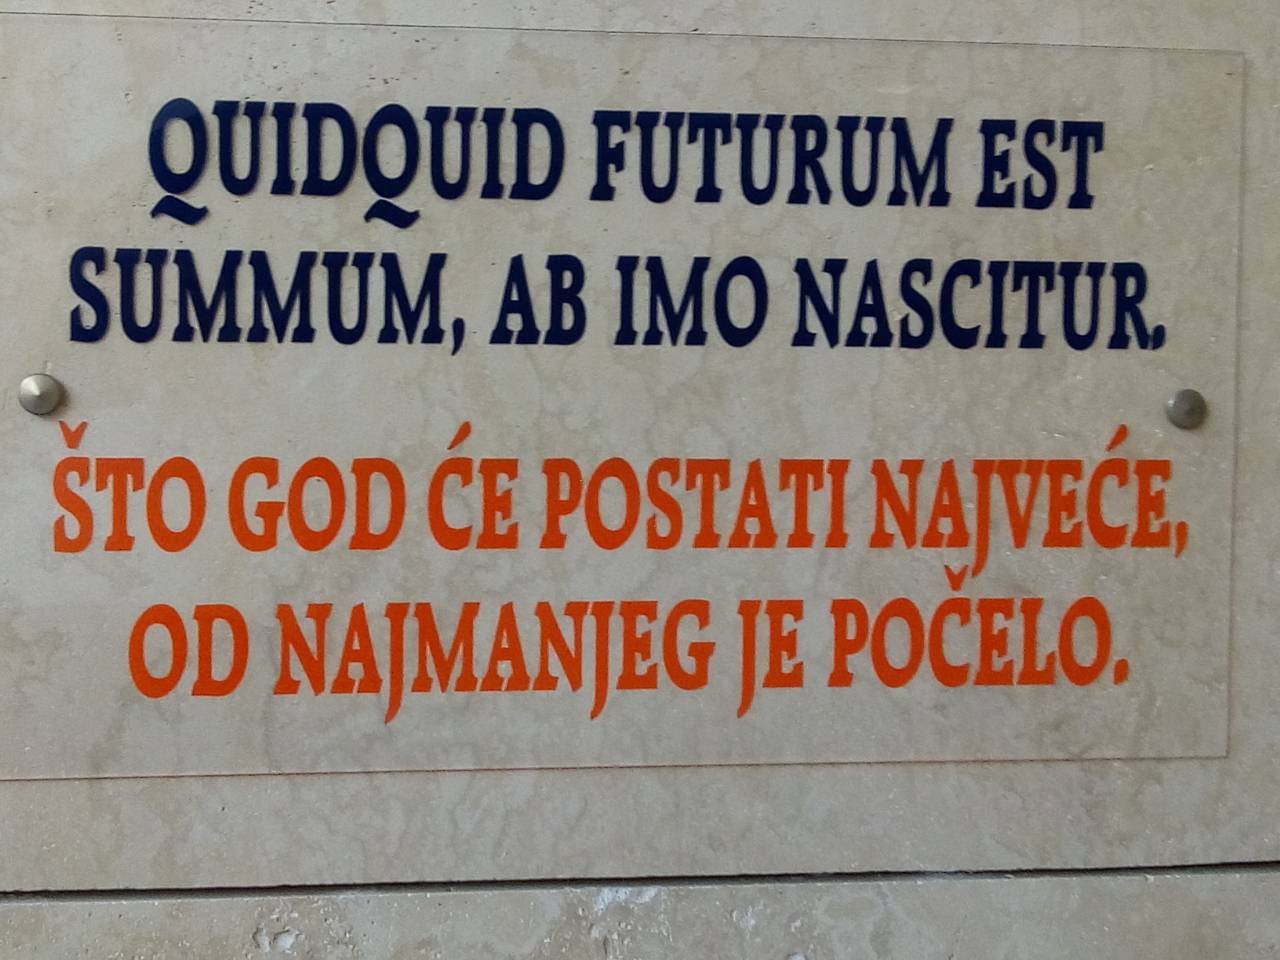 QUIDQUID FUTURUM EST
SUMMUM, AB IMO NASCITUR.
ŠTO GOD ĆE POSTATI NAJVEĆE,
OD NAJMANJEG JE POČELO.